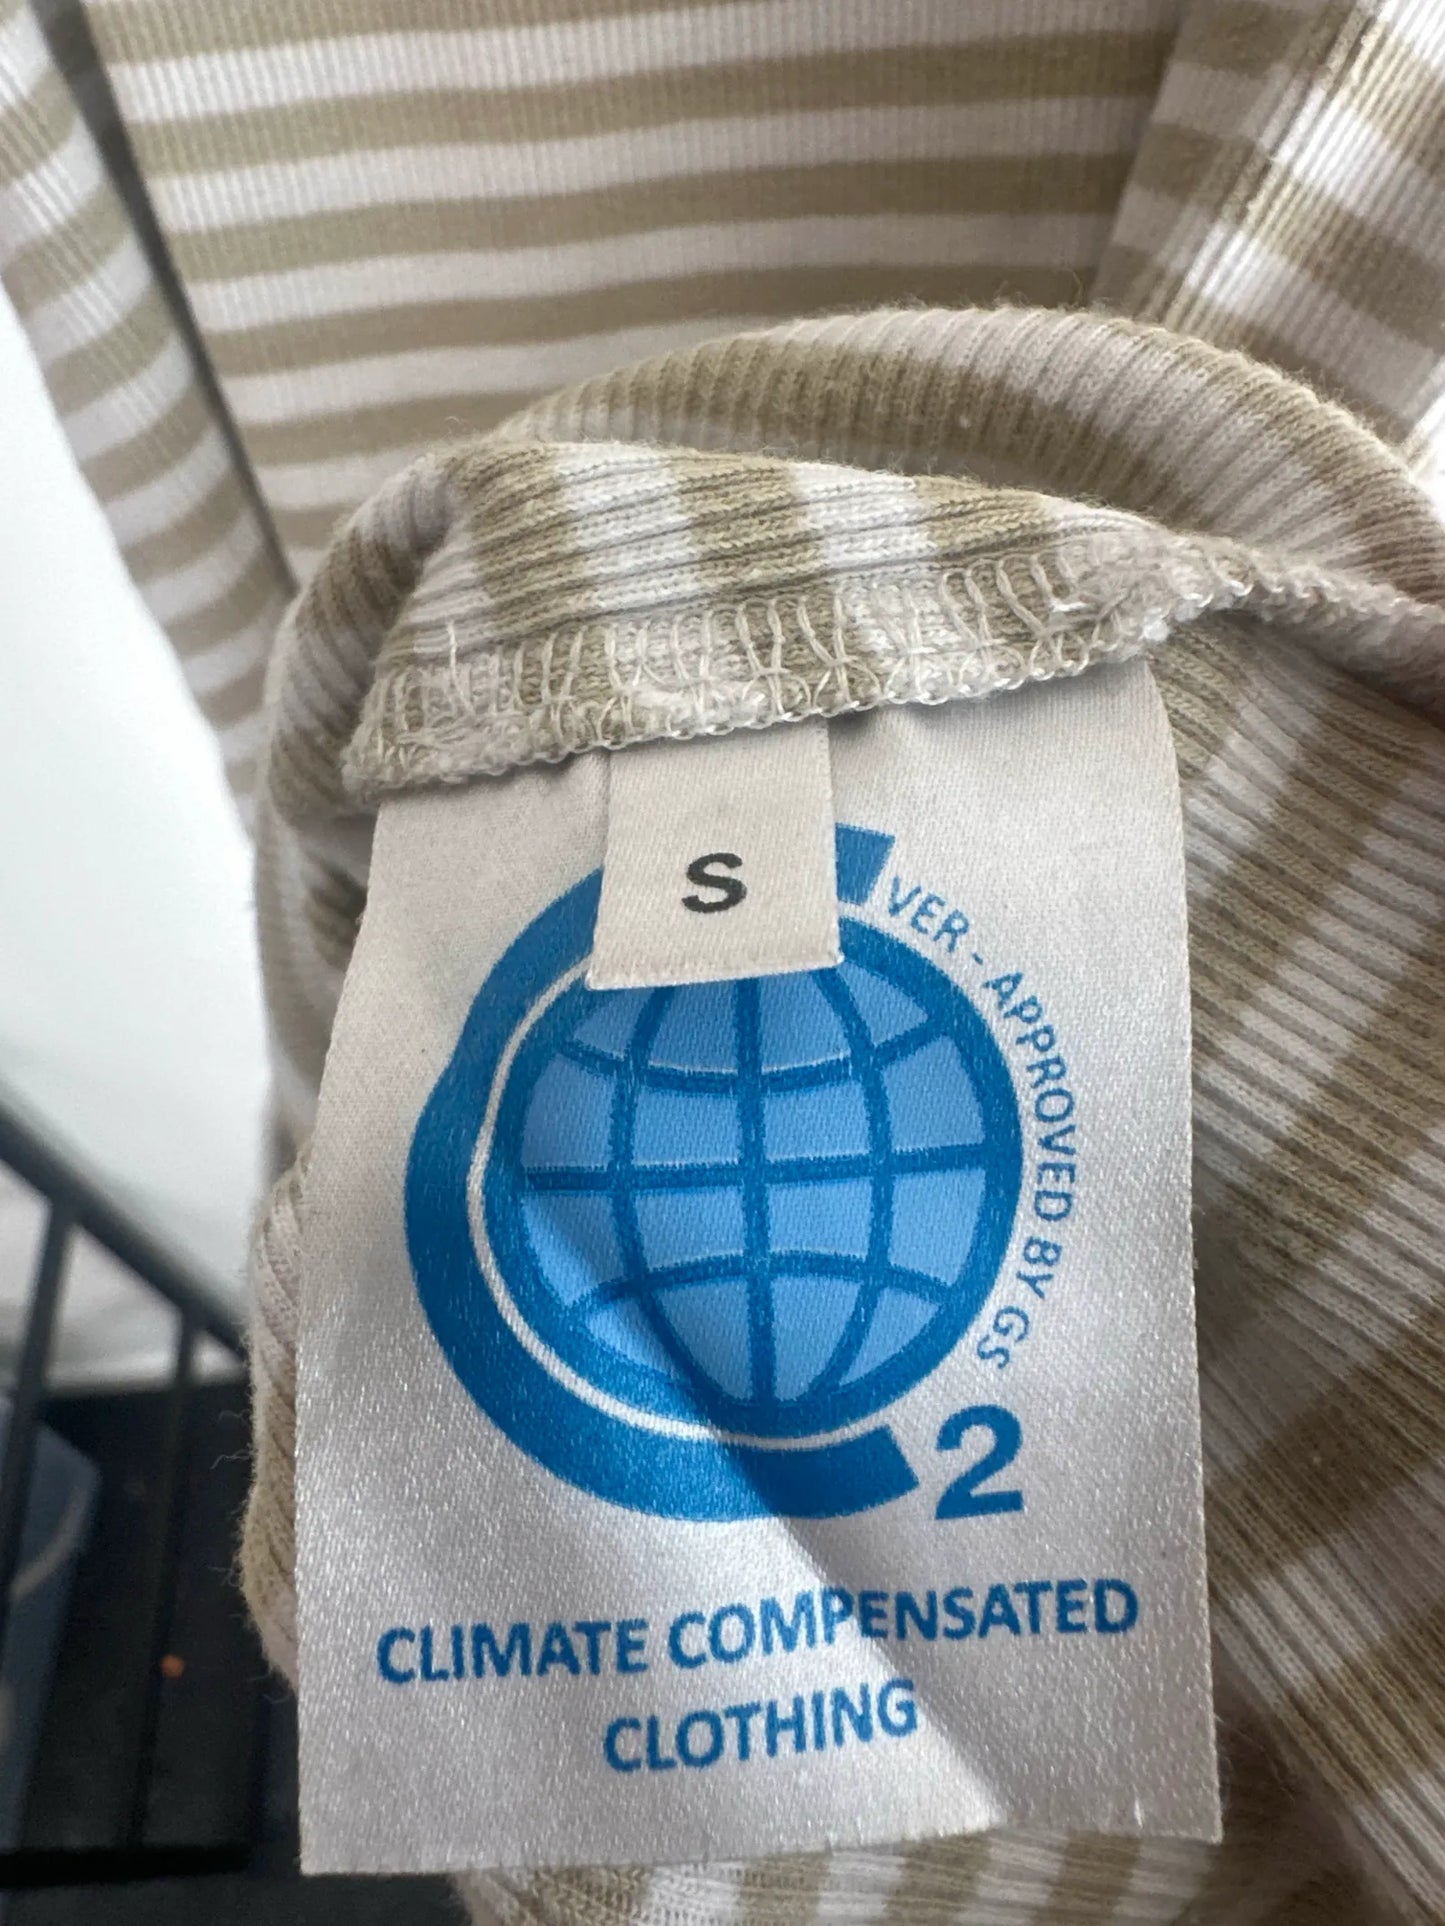 S
VER - APPROVED BY GS
2
CLIMATE COMPENSATED
CLOTHING